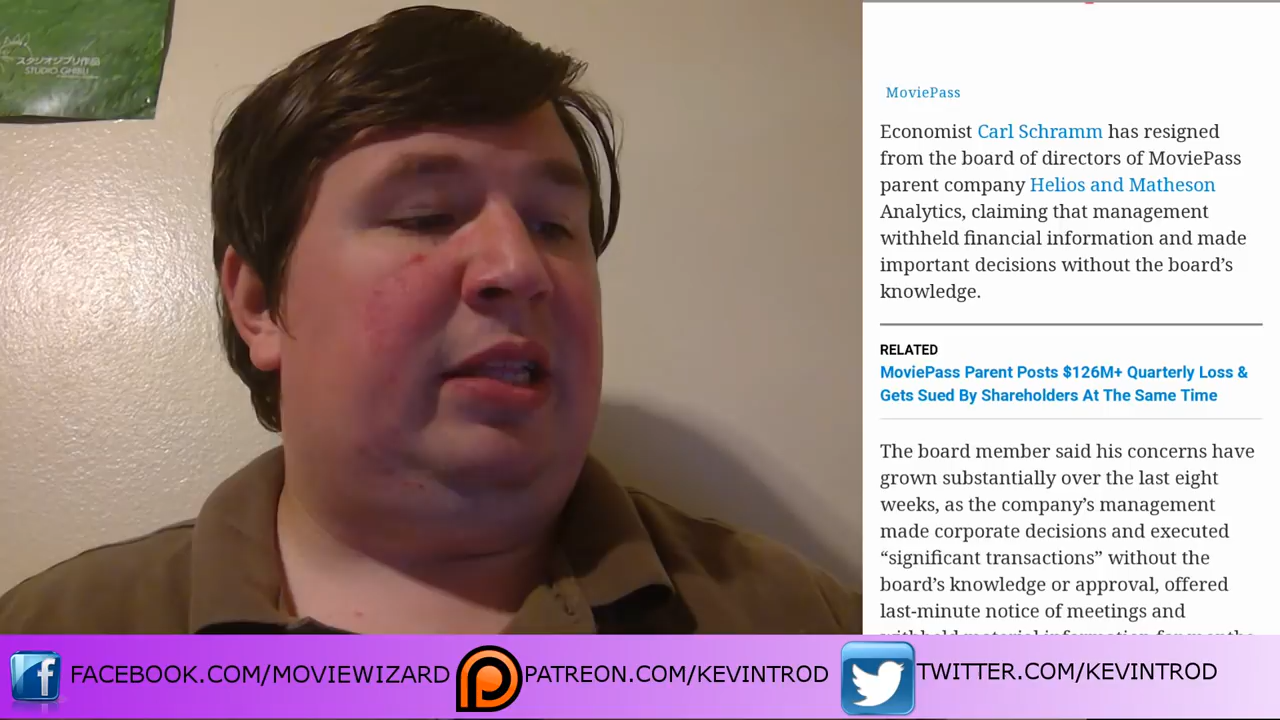 スタジオジブリ作品
STUDIO GHIBLI
MoviePass
Economist Carl Schramm has resigned
from the board of directors of MoviePass
parent company Helios and Matheson
Analytics, claiming that management
withheld financial information and made
important decisions without the board’s
knowledge.
RELATED
MoviePass Parent Posts $126M+ Quarterly Loss &
Gets Sued By Shareholders At The Same Time
The board member said his concerns have
grown substantially over the last eight
weeks, as the company’s management
made corporate decisions and executed
“significant transactions” without the
board’s knowledge or approval, offered
last-minute notice of meetings and
FACEBOOK.COM/MOVIEWIZARD
PATREON.COM/KEVINTROD
TWITTER.COM/KEVINTROD